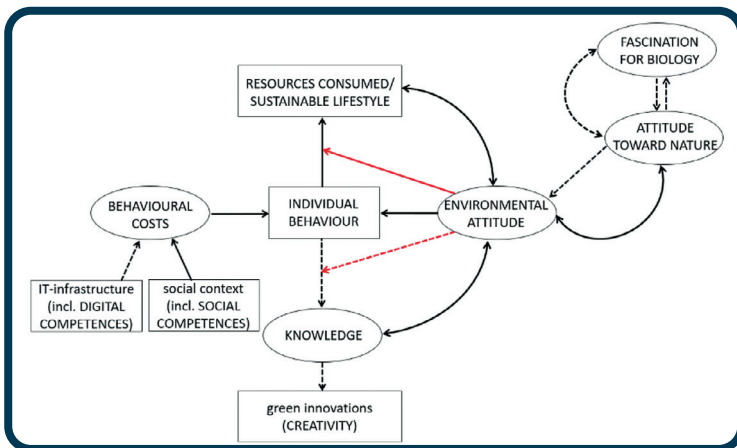 FASCINATION
FOR BIOLOGY
RESOURCES CONSUMED/
SUSTAINABLE LIFESTYLE
ATTITUDE
TOWARD NATURE
BEHAVIOURAL
COSTS
INDIVIDUAL
BEHAVIOUR
ENVIRONMENTAL
ATTITUDE
IT-infrastructure
(incl. DIGITAL
COMPETENCES)
social context
(incl. SOCIAL
COMPETENCES)
KNOWLEDGE
green innovations
(CREATIVITY)